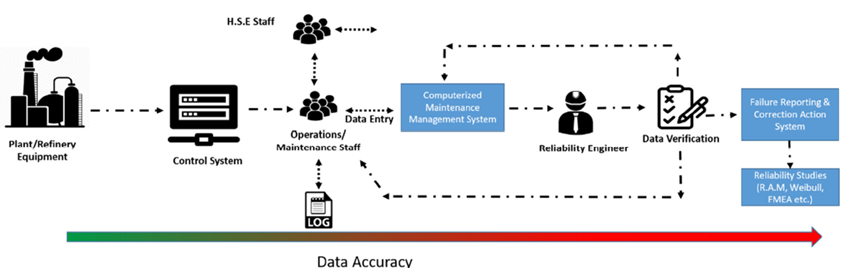 H.S.E Staff
Plant/Refinery
Equipment
Control System
Operations/
Maintenance Staff
LOG
Data Entry
Computerized
Maintenance
Management System
Reliability Engineer
Data Verification
Failure Reporting &
Correction Action
System
Reliability Studies
(R.A.M, Weibull,
FMEA etc.)
Data Accuracy